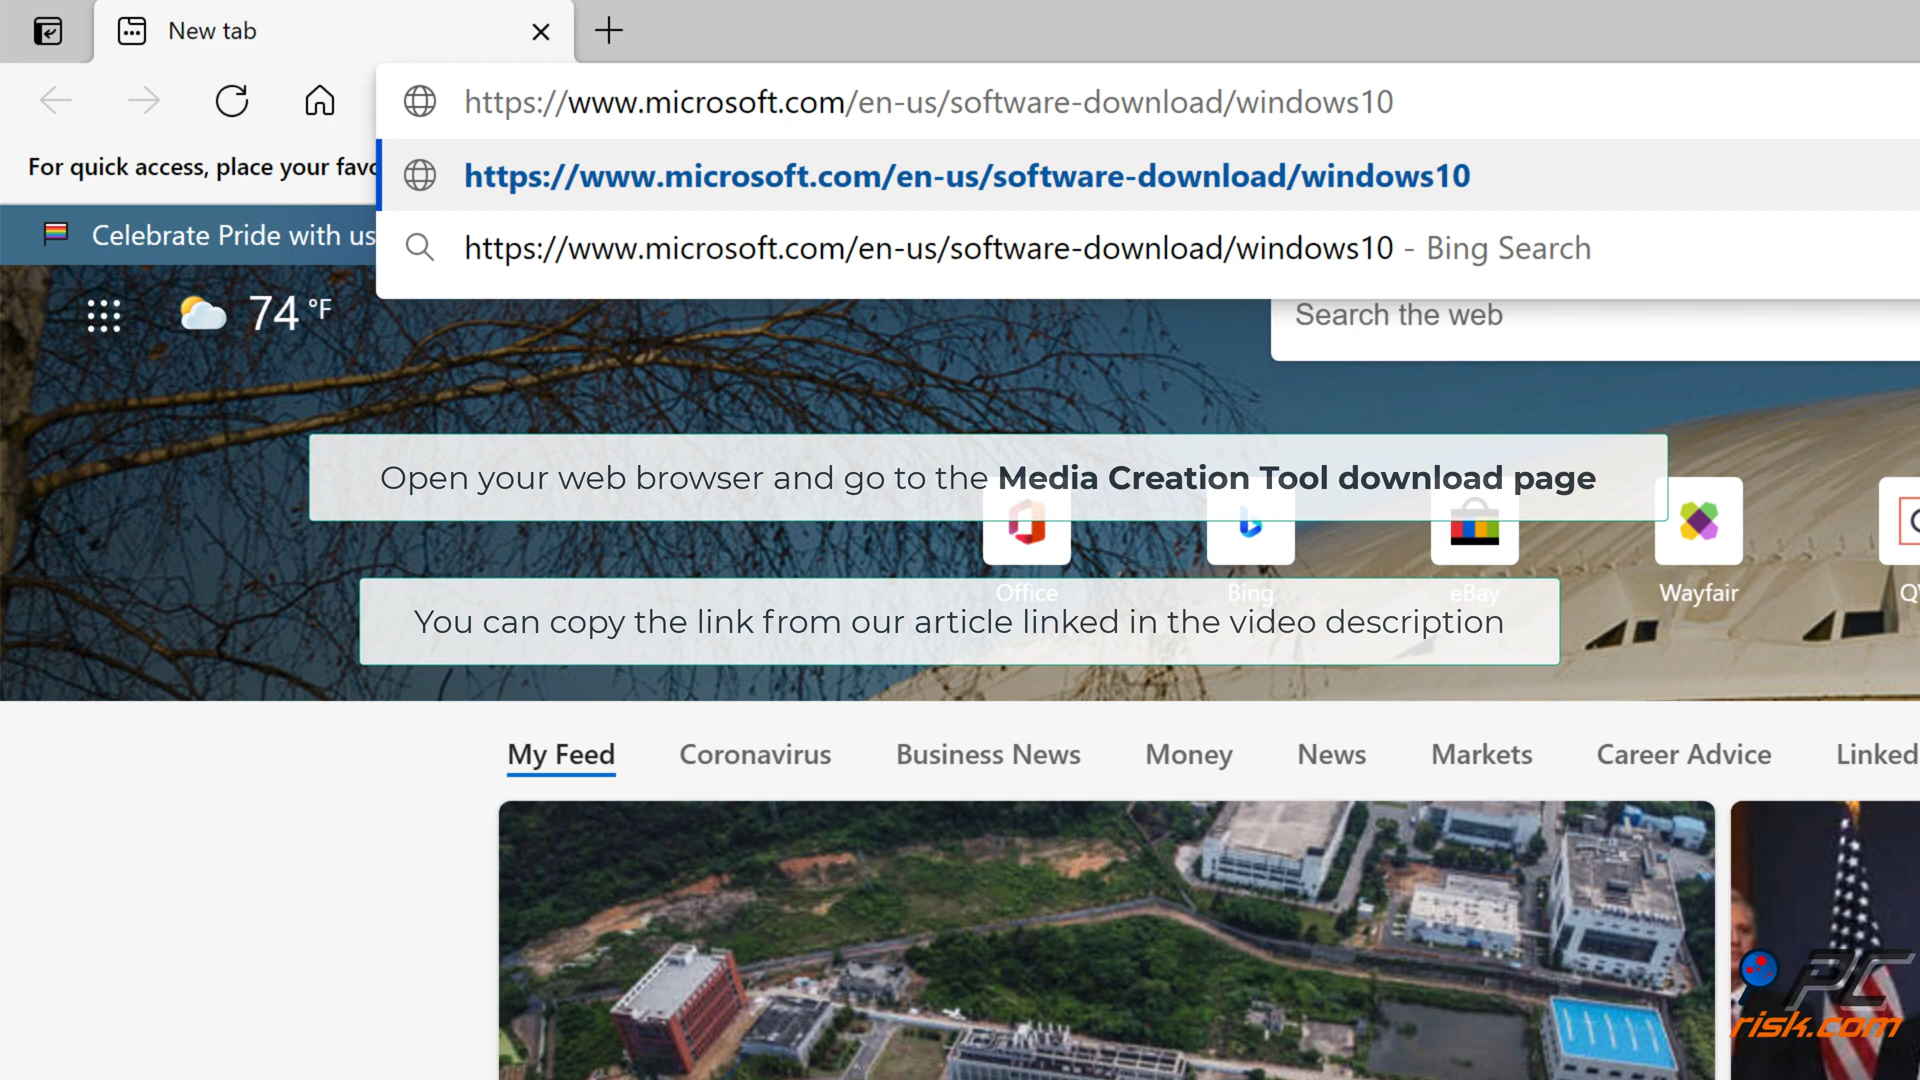 New tab
https://www.microsoft.com/en-us/software-download/windows10
For quick access, place your favo
https://www.microsoft.com/en-us/software-download/windows10
Celebrate Pride with us
https://www.microsoft.com/en-us/software-download/windows10 - Bing Search
74 °F
Search the web
Open your web browser and go to the Media Creation Tool download page
Office
Bing
eBay
Wayfair
QV
You can copy the link from our article linked in the video description
My Feed
Coronavirus
Business News
Money
News
Markets
Career Advice
Linked
PC
risk.com